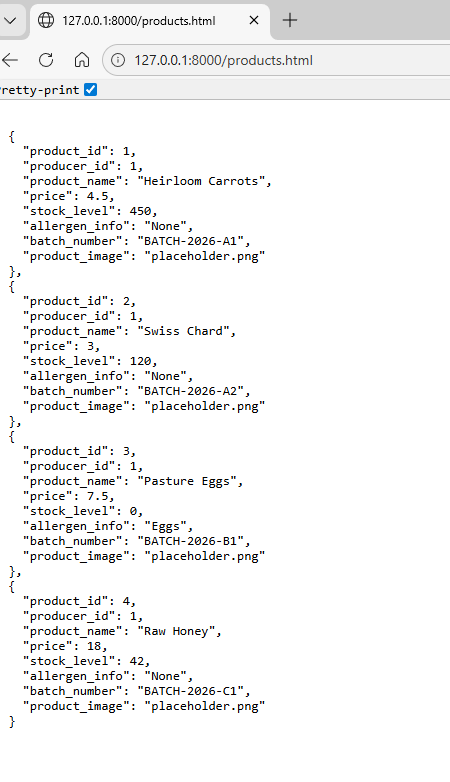 127.0.0.1:8000/products.html
127.0.0.1:8000/products.html
retty-print
{
  "product_id": 1,
  "producer_id": 1,
  "product_name": "Heirloom Carrots",
  "price": 4.5,
  "stock_level": 450,
  "allergen_info": "None",
  "batch_number": "BATCH-2026-A1",
  "product_image": "placeholder.png"
},
{
  "product_id": 2,
  "producer_id": 1,
  "product_name": "Swiss Chard",
  "price": 3,
  "stock_level": 120,
  "allergen_info": "None",
  "batch_number": "BATCH-2026-A2",
  "product_image": "placeholder.png"
},
{
  "product_id": 3,
  "producer_id": 1,
  "product_name": "Pasture Eggs",
  "price": 7.5,
  "stock_level": 0,
  "allergen_info": "Eggs",
  "batch_number": "BATCH-2026-B1",
  "product_image": "placeholder.png"
},
{
  "product_id": 4,
  "producer_id": 1,
  "product_name": "Raw Honey",
  "price": 18,
  "stock_level": 42,
  "allergen_info": "None",
  "batch_number": "BATCH-2026-C1",
  "product_image": "placeholder.png"
}